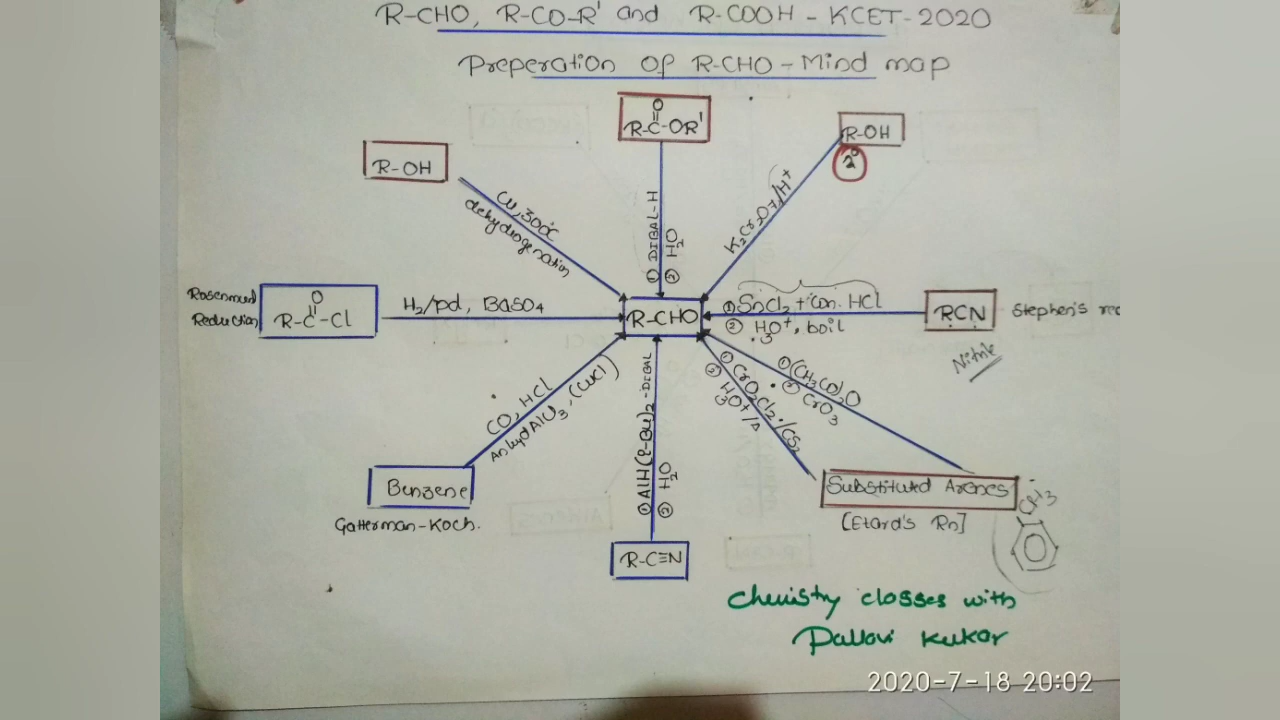 R-CHO, R-CO-R' and R-COOH - KCET-2020
Preperation of R-CHO - Mind map
O
R-C-OR'
R-OH
2°
R-OH
Cu, 300°C
dehydrogenation
① DIBAL-H
② H2O
K2Cr2O7/H+
Rosenmund
Reduction
O
R-C-Cl
H2/pd, BaSO4
R-CHO
① SnCl2 + con. HCl
② H3O+, boil
RCN
Stephen's rec
Nitrile
CO, HCl
Anhyd AlCl3, (CuCl)
① AlH(i-Bu)2 - DIBAL
② H2O
① CrO2Cl2/CS2
② H3O+/Δ
① (CH3CO)2O
② CrO3
Benzene
Gatterman-Koch.
R-C≡N
Substituted Arenes
[Etard's Rn]
CH3
Chemistry classes with
Pallavi Kukar
2020-7-18 20:02